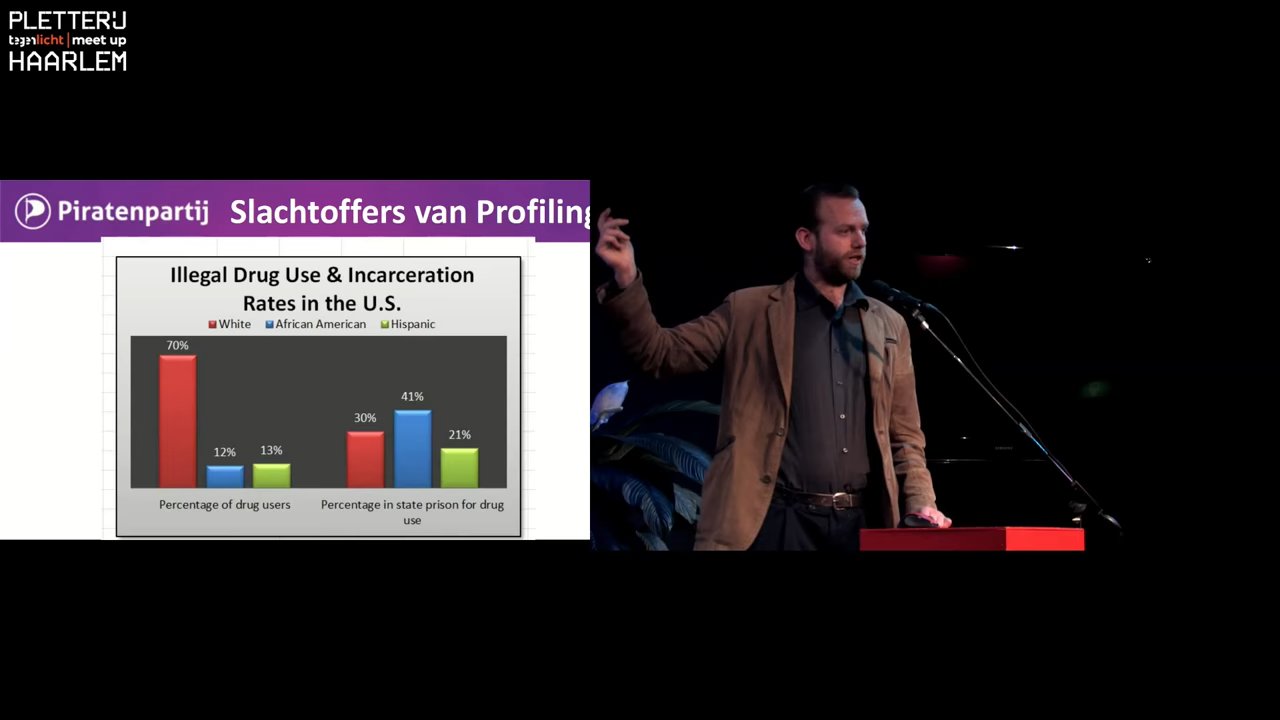 PLETTERIJ
tegenlicht | meet up
HAARLEM
Piratenpartij
Slachtoffers van Profiling
Illegal Drug Use & Incarceration
Rates in the U.S.
White African American Hispanic
70%
12%
13%
30%
41%
21%
Percentage of drug users
Percentage in state prison for drug
use